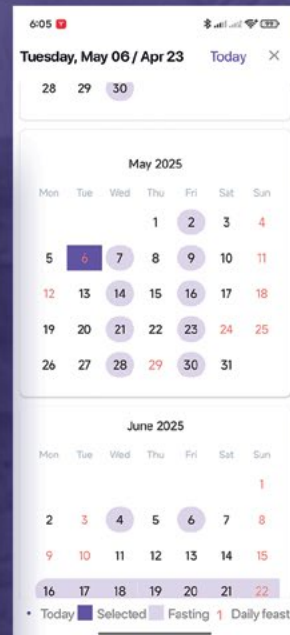 6:05
Tuesday, May 06 / Apr 23 Today ×
28 29 30
May 2025
Mon Tue Wed Thu Fri Sat Sun
1 2 3 4
5 6 7 8 9 10 11
12 13 14 15 16 17 18
19 20 21 22 23 24 25
26 27 28 29 30 31
June 2025
Mon Tue Wed Thu Fri Sat Sun
1
2 3 4 5 6 7 8
9 10 11 12 13 14 15
16 17 18 19 20 21 22
• Today Selected Fasting 1 Daily feast